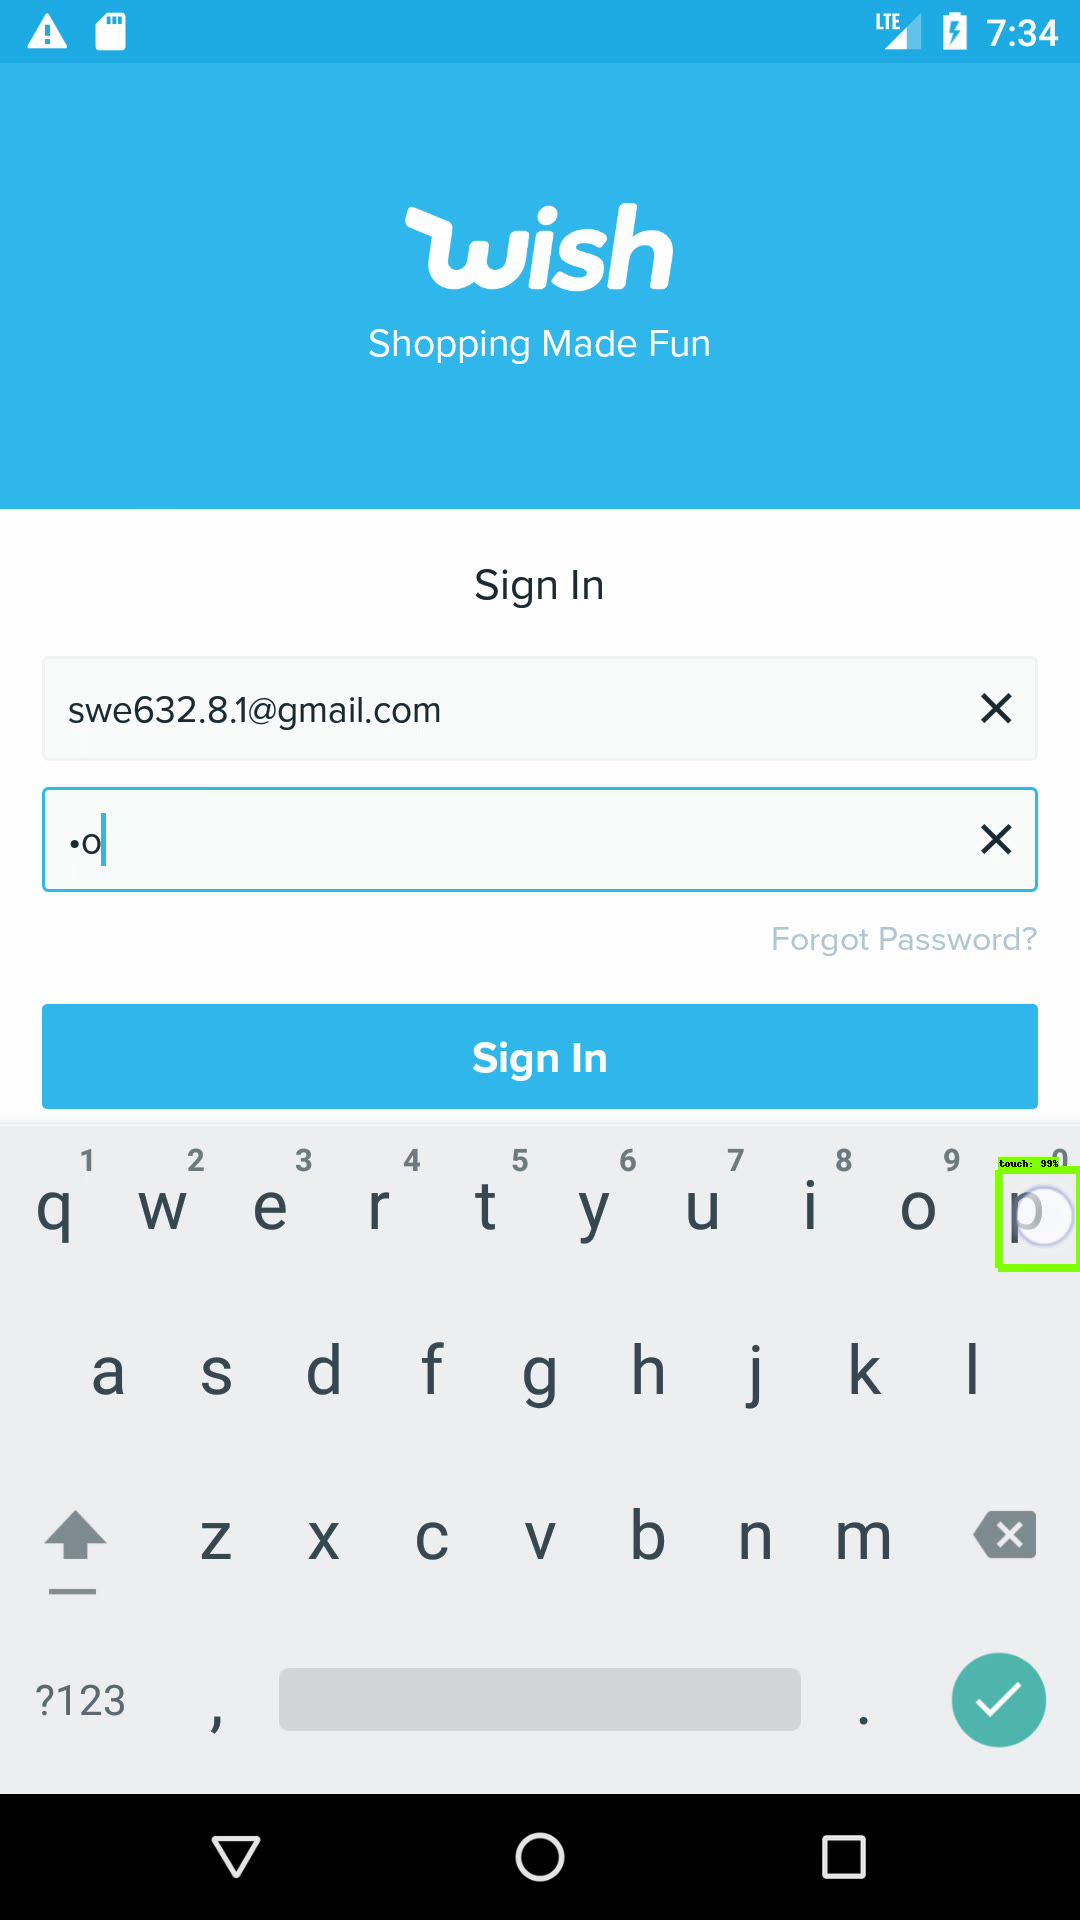 LTE 7:34
wish
Shopping Made Fun
Sign In
swe632.8.1@gmail.com
•o
Forgot Password?
Sign In
1 2 3 4 5 6 7 8 9 0
touch: 99%
q w e r t y u i o p
a s d f g h j k l
z x c v b n m
?123 , .